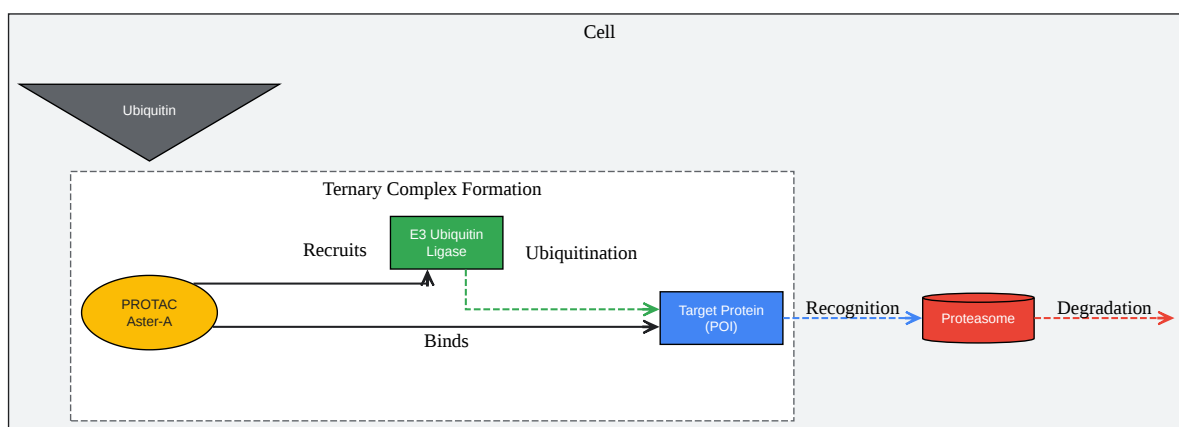 Cell
Ubiquitin
Ternary Complex Formation
E3 Ubiquitin
Ligase
Recruits
Ubiquitination
PROTAC
Aster-A
Binds
Target Protein
(POI)
Recognition
Proteasome
Degradation